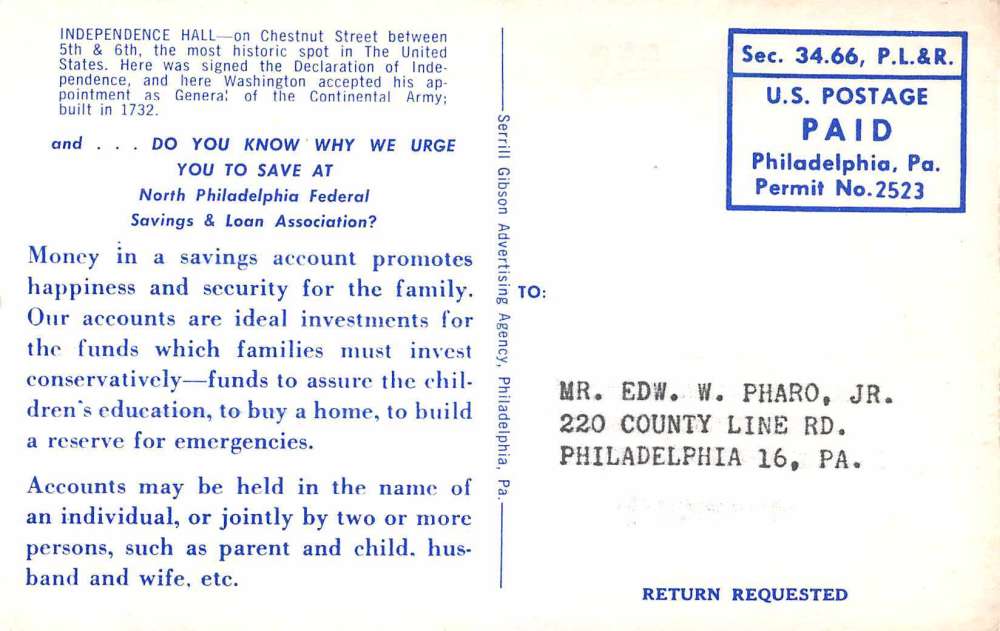 INDEPENDENCE HALL—on Chestnut Street between
5th & 6th, the most historic spot in The United
States. Here was signed the Declaration of Inde-
pendence, and here Washington accepted his ap-
pointment as General of the Continental Army;
built in 1732.
and . . . DO YOU KNOW WHY WE URGE
YOU TO SAVE AT
North Philadelphia Federal
Savings & Loan Association?
Money in a savings account promotes
happiness and security for the family.
Our accounts are ideal investments for
the funds which families must invest
conservatively—funds to assure the chil-
dren's education, to buy a home, to build
a reserve for emergencies.
Accounts may be held in the name of
an individual, or jointly by two or more
persons, such as parent and child, hus-
band and wife, etc.
Serrill Gibson Advertising Agency, Philadelphia, Pa.
Sec. 34.66, P.L.&R.
U.S. POSTAGE
PAID
Philadelphia, Pa.
Permit No. 2523
TO:
MR. EDW. W. PHARO, JR.
220 COUNTY LINE RD.
PHILADELPHIA 16, PA.
RETURN REQUESTED